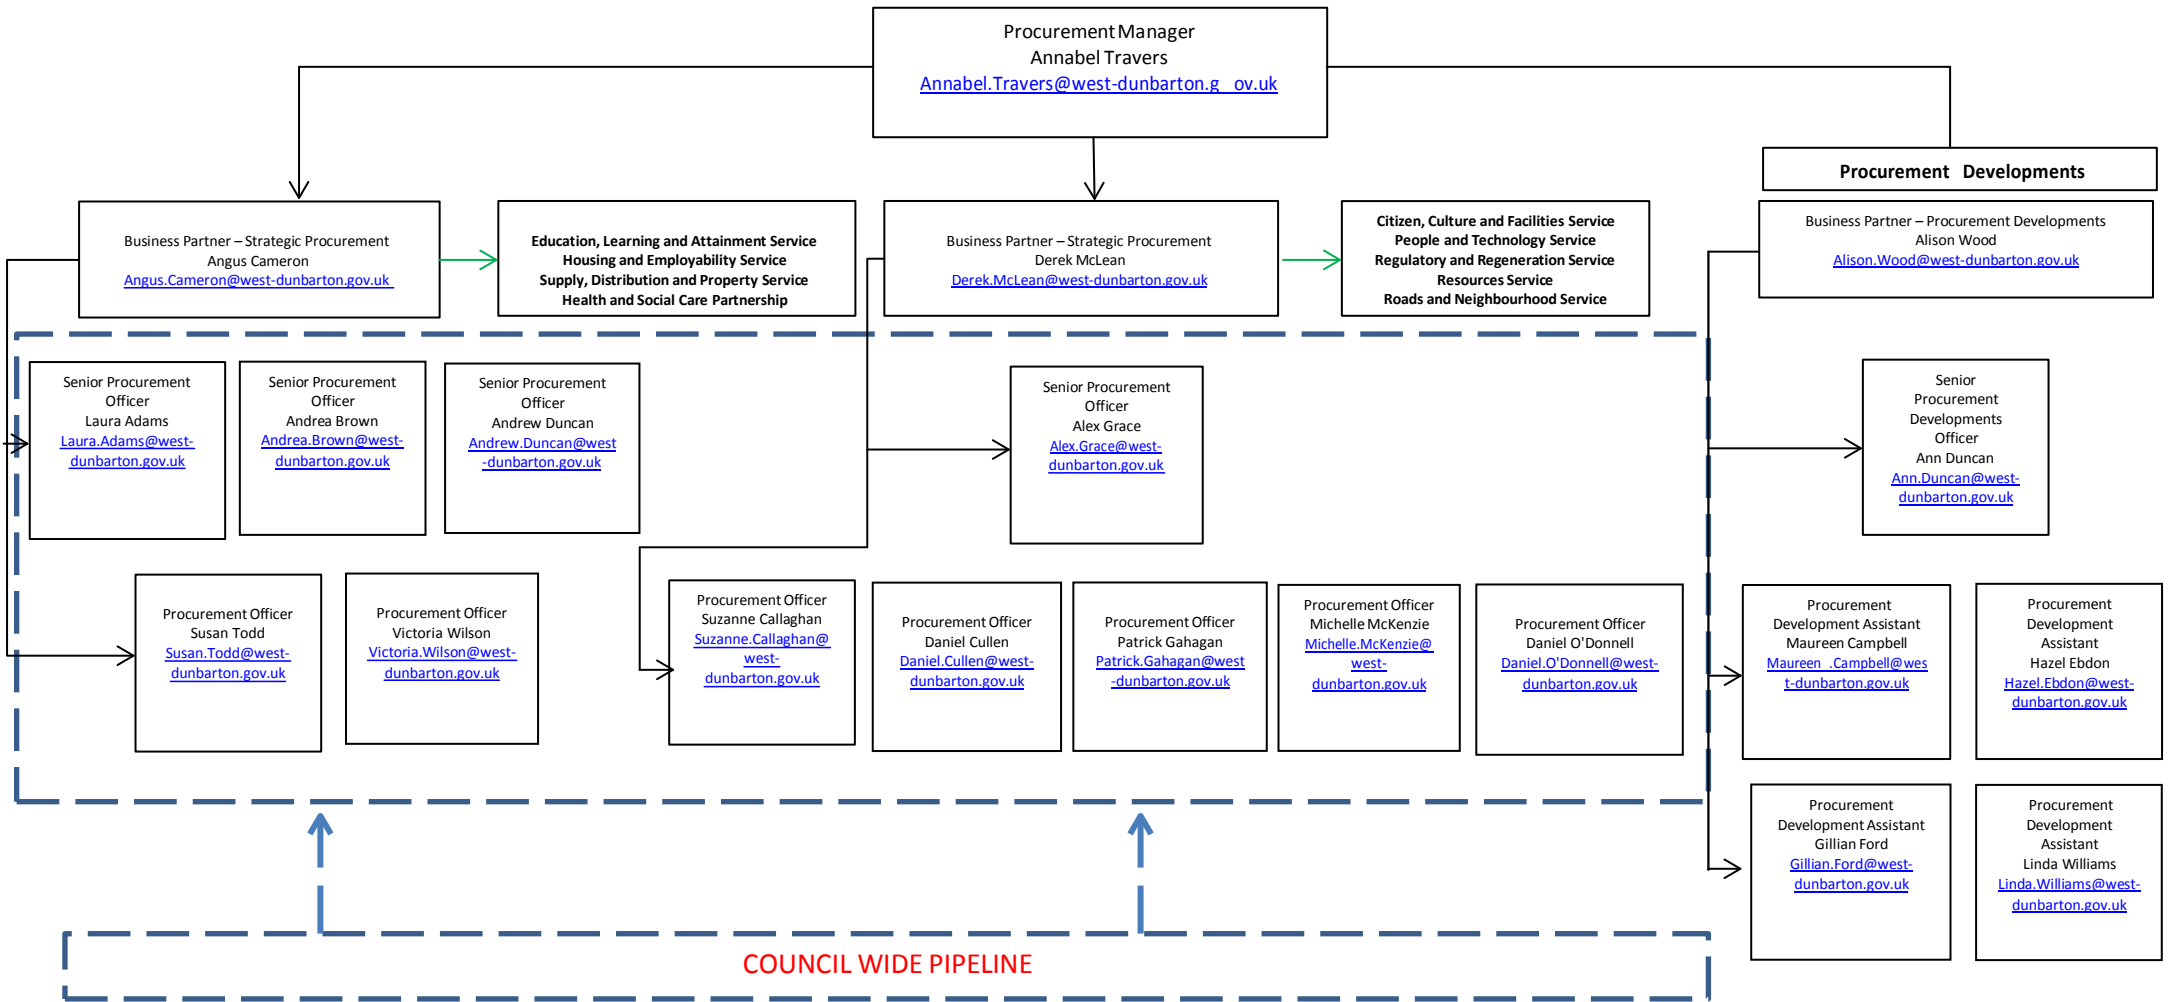 Procurement Manager
Annabel Travers
Annabel.Travers@west-dunbarton.g ov.uk
Procurement Developments
Business Partner – Strategic Procurement
Angus Cameron
Angus.Cameron@west-dunbarton.gov.uk
Education, Learning and Attainment Service
Housing and Employability Service
Supply, Distribution and Property Service
Health and Social Care Partnership
Business Partner – Strategic Procurement
Derek McLean
Derek.McLean@west-dunbarton.gov.uk
Citizen, Culture and Facilities Service
People and Technology Service
Regulatory and Regeneration Service
Resources Service
Roads and Neighbourhood Service
Business Partner – Procurement Developments
Alison Wood
Alison.Wood@west-dunbarton.gov.uk
Senior Procurement
Officer
Laura Adams
Laura.Adams@west-
dunbarton.gov.uk
Senior Procurement
Officer
Andrea Brown
Andrea.Brown@west-
dunbarton.gov.uk
Senior Procurement
Officer
Andrew Duncan
Andrew.Duncan@west
-dunbarton.gov.uk
Senior Procurement
Officer
Alex Grace
Alex.Grace@west-
dunbarton.gov.uk
Senior
Procurement
Developments
Officer
Ann Duncan
Ann.Duncan@west-
dunbarton.gov.uk
Procurement Officer
Susan Todd
Susan.Todd@west-
dunbarton.gov.uk
Procurement Officer
Victoria Wilson
Victoria.Wilson@west-
dunbarton.gov.uk
Procurement Officer
Suzanne Callaghan
Suzanne.Callaghan@
west-
dunbarton.gov.uk
Procurement Officer
Daniel Cullen
Daniel.Cullen@west-
dunbarton.gov.uk
Procurement Officer
Patrick Gahagan
Patrick.Gahagan@west
-dunbarton.gov.uk
Procurement Officer
Michelle McKenzie
Michelle.McKenzie@
west-
dunbarton.gov.uk
Procurement Officer
Daniel O'Donnell
Daniel.O'Donnell@west-
dunbarton.gov.uk
Procurement
Development Assistant
Maureen Campbell
Maureen .Campbell@wes
t-dunbarton.gov.uk
Procurement
Development
Assistant
Hazel Ebdon
Hazel.Ebdon@west-
dunbarton.gov.uk
Procurement
Development Assistant
Gillian Ford
Gillian.Ford@west-
dunbarton.gov.uk
Procurement
Development
Assistant
Linda Williams
Linda.Williams@west-
dunbarton.gov.uk
COUNCIL WIDE PIPELINE